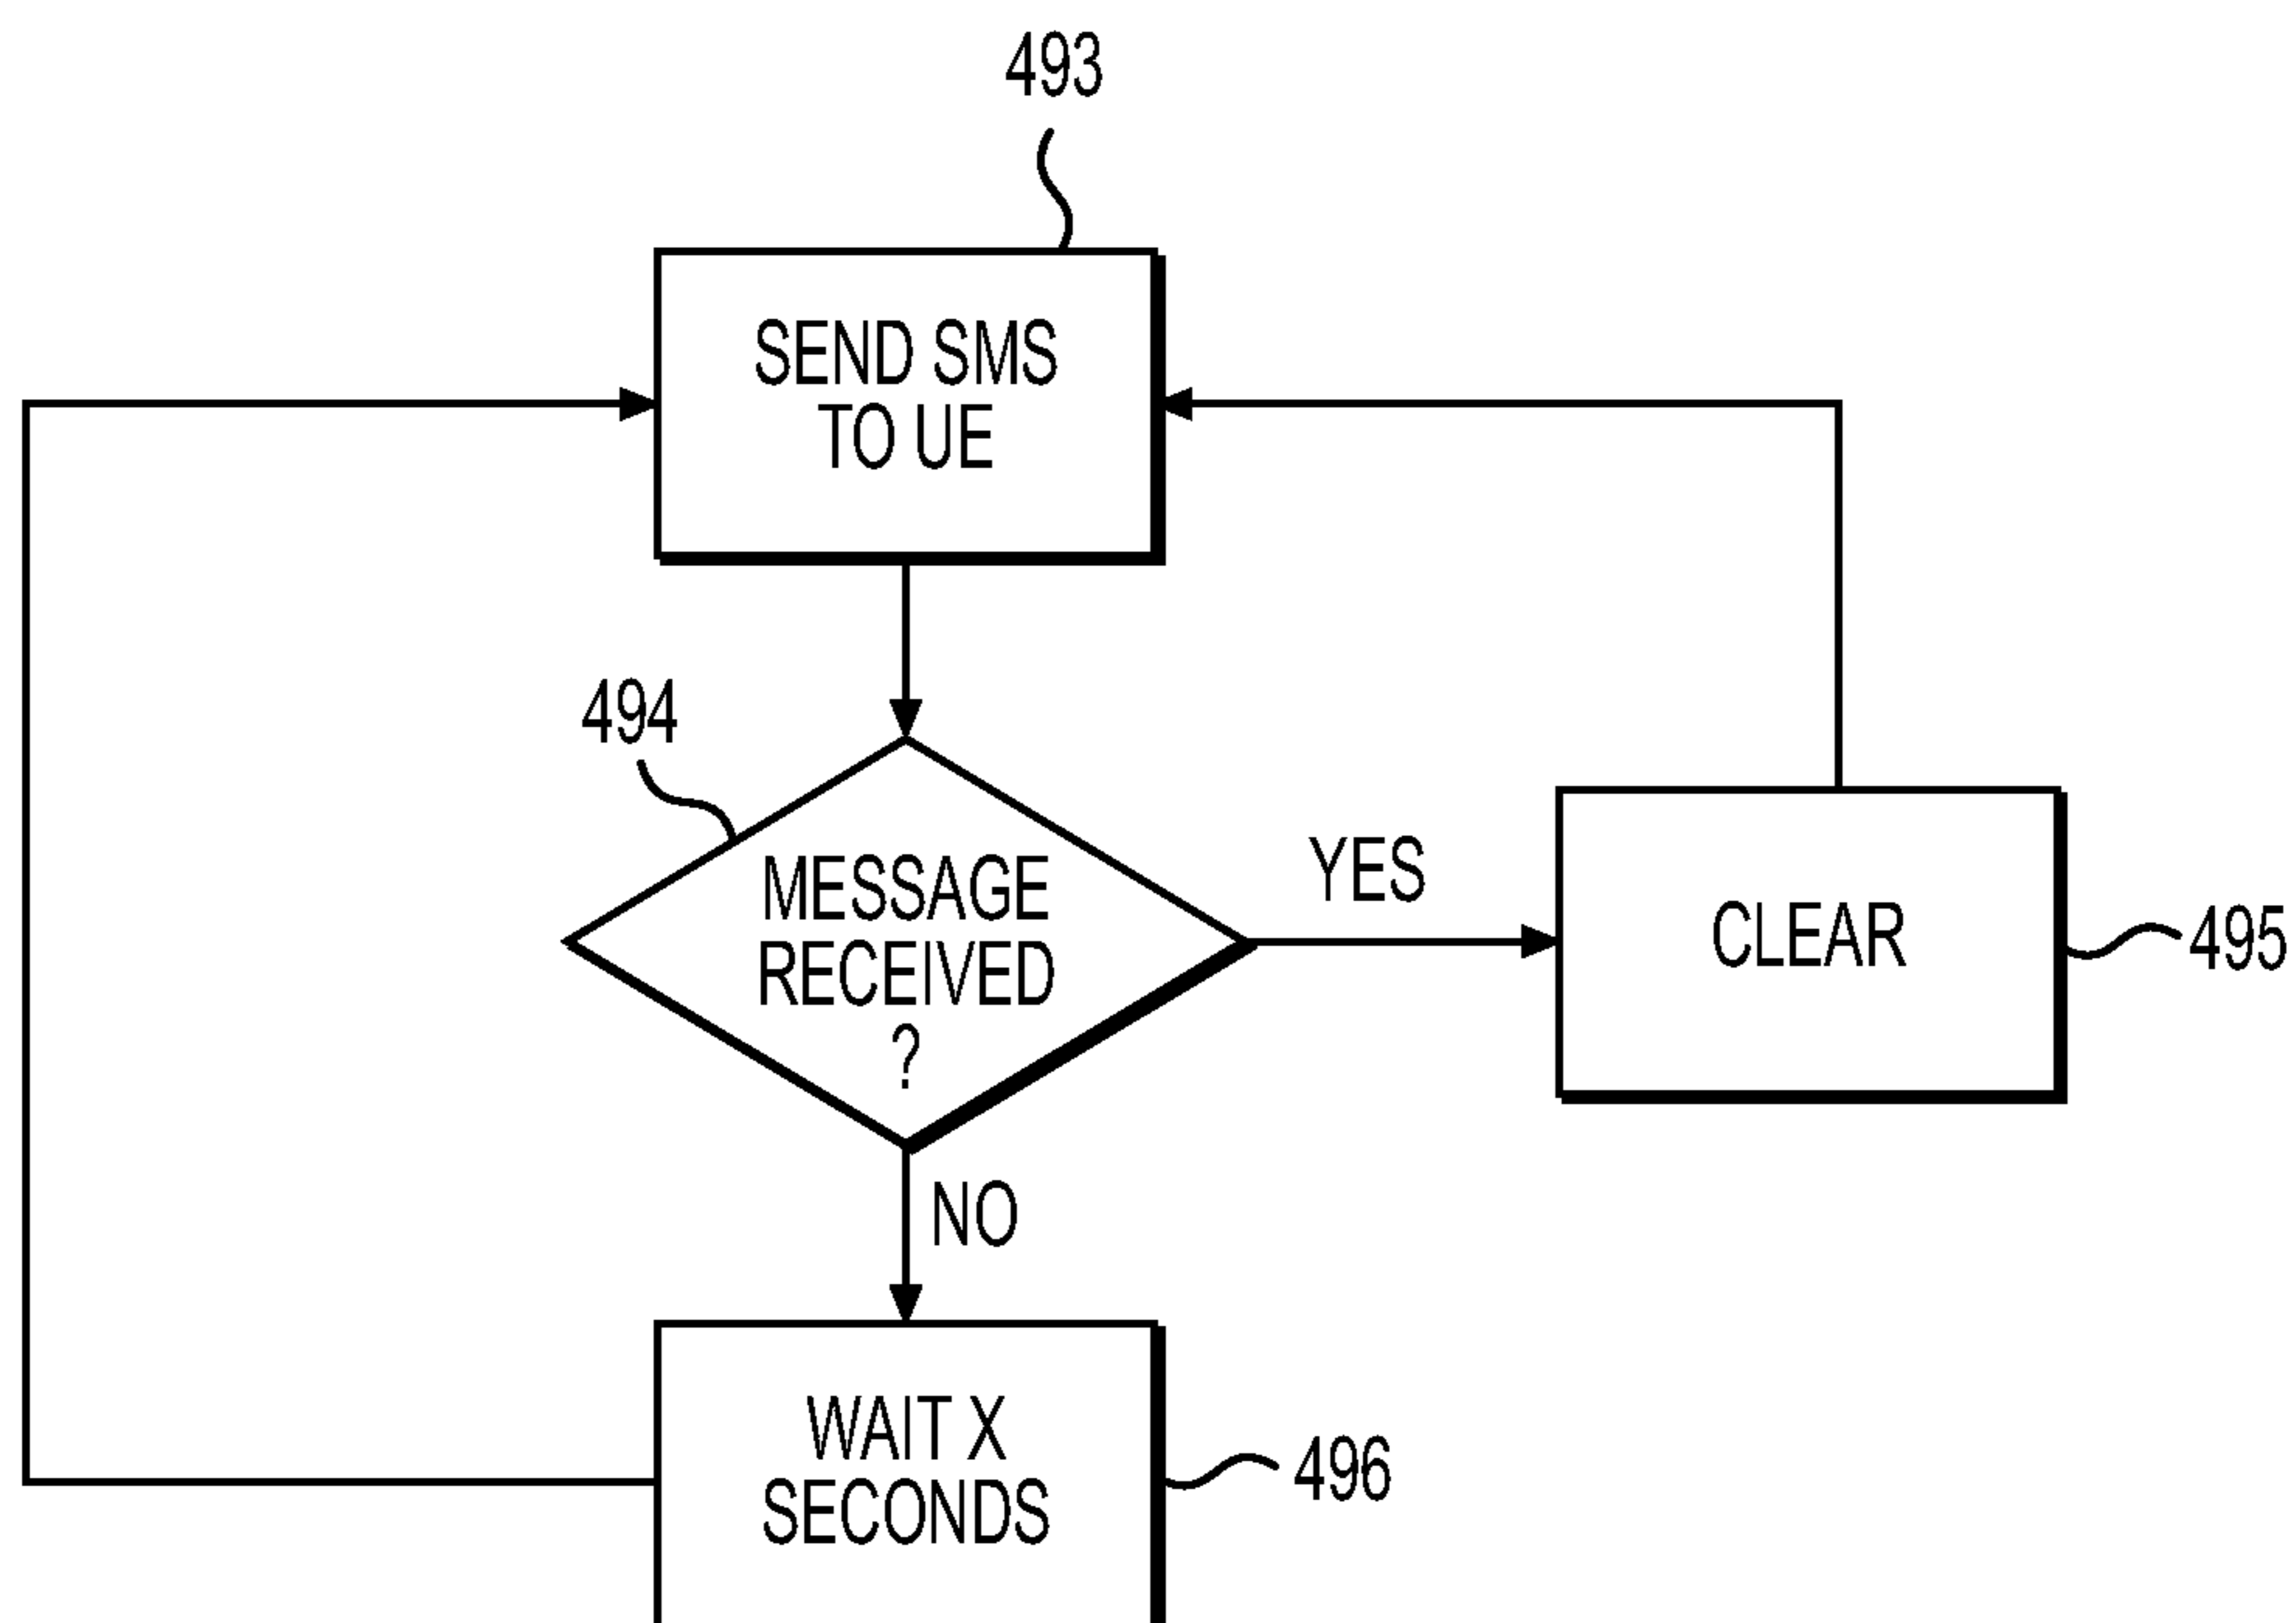 493
SEND SMS
TO UE
494
MESSAGE
RECEIVED
?
YES
CLEAR
495
NO
WAIT X
SECONDS
496